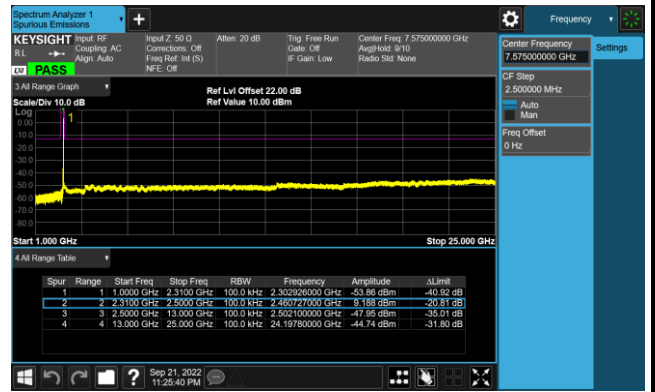 Spectrum Analyzer 1
Spurious Emissions
Frequency
KEYSIGHT Input: RF Input Z: 50 Ω Atten: 20 dB Trig: Free Run Center Freq: 7.575000000 GHz
RL Coupling: AC Corrections: Off Gate: Off Avg|Hold: 9/10
Align: Auto Freq Ref: Int (S) IF Gain: Low Radio Std: None
NFE: Off
LXI PASS
Center Frequency
7.575000000 GHz
Settings
CF Step
2.500000 MHz
Auto
Man
Freq Offset
0 Hz
3 All Range Graph
Ref Lvl Offset 22.00 dB
Scale/Div 10.0 dB Ref Value 10.00 dBm
Log
1
0.00
-10.0
-20.0
-30.0
-40.0
-50.0
-60.0
-70.0
-80.0
Start 1.000 GHz Stop 25.000 GHz
4 All Range Table
Spur Range Start Freq Stop Freq RBW Frequency Amplitude ΔLimit
1 1 1.0000 GHz 2.3100 GHz 100.0 kHz 2.302926000 GHz -53.86 dBm -40.92 dB
2 2 2.3100 GHz 2.5000 GHz 100.0 kHz 2.460727000 GHz 9.188 dBm -20.81 dB
3 3 2.5000 GHz 13.000 GHz 100.0 kHz 2.502100000 GHz -47.95 dBm -35.01 dB
4 4 13.000 GHz 25.000 GHz 100.0 kHz 24.19780000 GHz -44.74 dBm -31.80 dB
Sep 21, 2022
11:25:40 PM